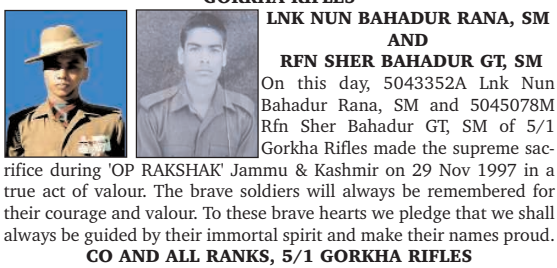 GORKHA RIFLES
LNK NUN BAHADUR RANA, SM
AND
RFN SHER BAHADUR GT, SM
On this day, 5043352A Lnk Nun
Bahadur Rana, SM and 5045078M
Rfn Sher Bahadur GT, SM of 5/1
Gorkha Rifles made the supreme sac-
rifice during 'OP RAKSHAK' Jammu & Kashmir on 29 Nov 1997 in a
true act of valour. The brave soldiers will always be remembered for
their courage and valour. To these brave hearts we pledge that we shall
always be guided by their immortal spirit and make their names proud.
CO AND ALL RANKS, 5/1 GORKHA RIFLES